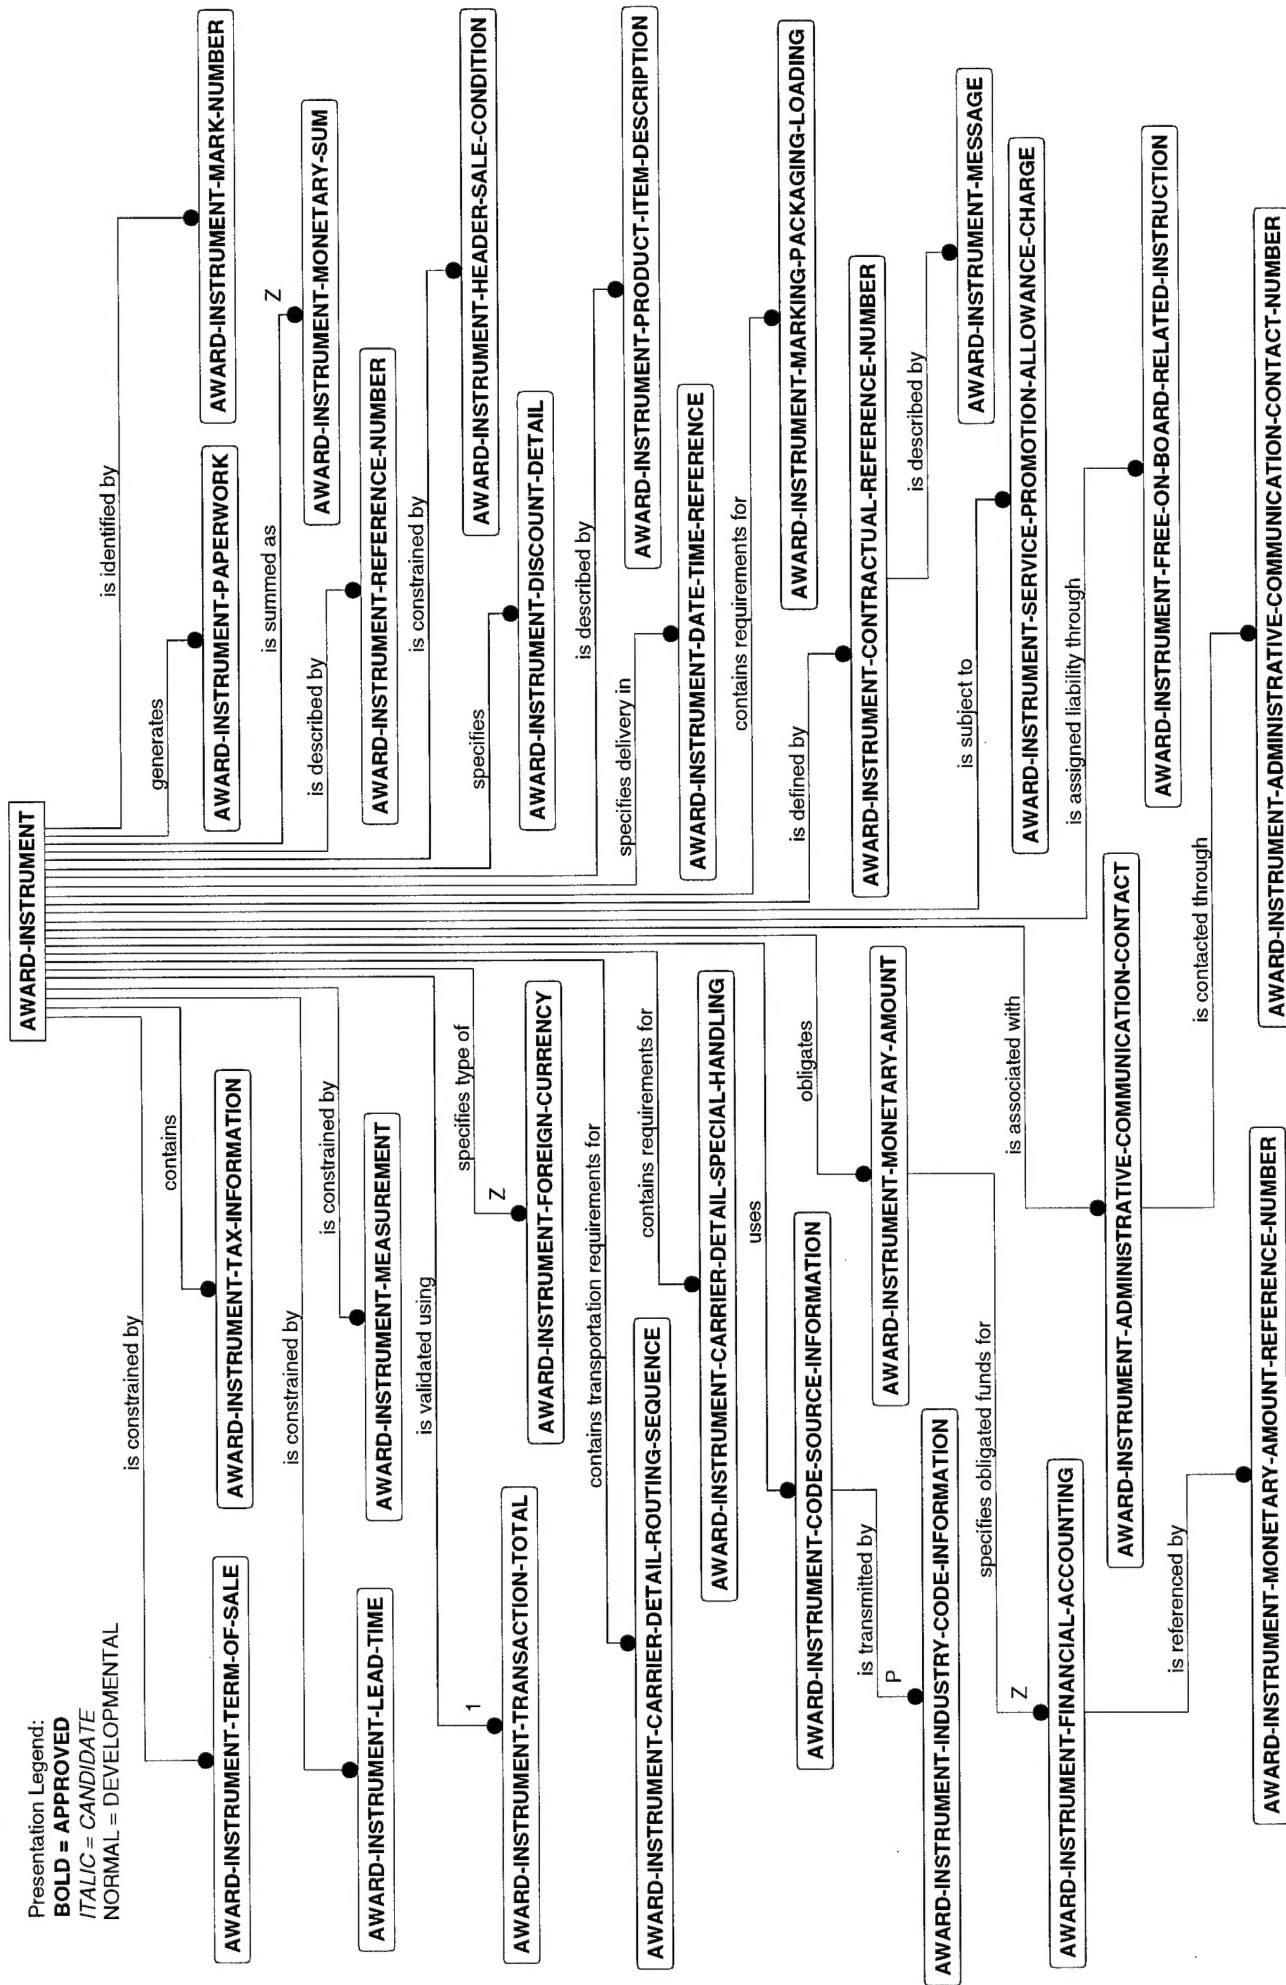 Presentation Legend:
BOLD = APPROVED
ITALIC = CANDIDATE
NORMAL = DEVELOPMENTAL
AWARD-INSTRUMENT
is constrained by
AWARD-INSTRUMENT-TERM-OF-SALE
contains
AWARD-INSTRUMENT-TAX-INFORMATION
generates
AWARD-INSTRUMENT-PAPERWORK
is identified by
AWARD-INSTRUMENT-MARK-NUMBER
is constrained by
AWARD-INSTRUMENT-LEAD-TIME
is constrained by
AWARD-INSTRUMENT-MEASUREMENT
is described by
AWARD-INSTRUMENT-REFERENCE-NUMBER
is summed as
Z
AWARD-INSTRUMENT-MONETARY-SUM
is validated using
1
AWARD-INSTRUMENT-TRANSACTION-TOTAL
specifies type of
Z
AWARD-INSTRUMENT-FOREIGN-CURRENCY
specifies
AWARD-INSTRUMENT-DISCOUNT-DETAIL
is constrained by
AWARD-INSTRUMENT-HEADER-SALE-CONDITION
contains transportation requirements for
AWARD-INSTRUMENT-CARRIER-DETAIL-ROUTING-SEQUENCE
contains requirements for
AWARD-INSTRUMENT-CARRIER-DETAIL-SPECIAL-HANDLING
specifies delivery in
AWARD-INSTRUMENT-DATE-TIME-REFERENCE
is described by
AWARD-INSTRUMENT-PRODUCT-ITEM-DESCRIPTION
uses
AWARD-INSTRUMENT-CODE-SOURCE-INFORMATION
obligates
AWARD-INSTRUMENT-MONETARY-AMOUNT
is defined by
AWARD-INSTRUMENT-CONTRACTUAL-REFERENCE-NUMBER
contains requirements for
AWARD-INSTRUMENT-MARKING-PACKAGING-LOADING
is transmitted by
P
AWARD-INSTRUMENT-INDUSTRY-CODE-INFORMATION
is described by
AWARD-INSTRUMENT-MESSAGE
specifies obligated funds for
Z
AWARD-INSTRUMENT-FINANCIAL-ACCOUNTING
is subject to
AWARD-INSTRUMENT-SERVICE-PROMOTION-ALLOWANCE-CHARGE
is associated with
AWARD-INSTRUMENT-ADMINISTRATIVE-COMMUNICATION-CONTACT
is assigned liability through
AWARD-INSTRUMENT-FREE-ON-BOARD-RELATED-INSTRUCTION
is referenced by
AWARD-INSTRUMENT-MONETARY-AMOUNT-REFERENCE-NUMBER
is contacted through
AWARD-INSTRUMENT-ADMINISTRATIVE-COMMUNICATION-CONTACT-NUMBER